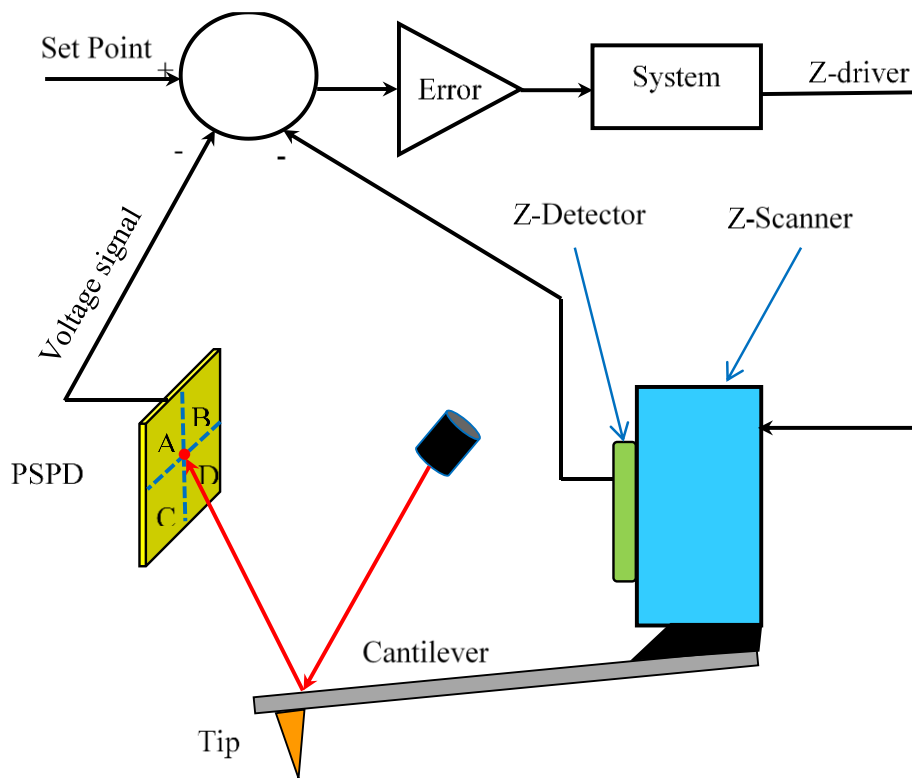 Set Point
+
Error
System
Z-driver
-
-
Voltage signal
Z-Detector
Z-Scanner
B
A
PSPD
D
C
Cantilever
Tip